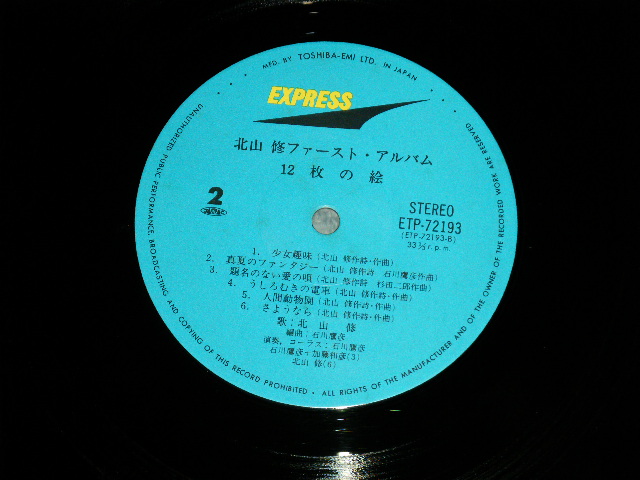 MFD. BY TOSHIBA-EMI LTD. IN JAPAN
EXPRESS
北山 修ファースト・アルバム
12 枚 の 絵
2
STEREO
ETP-72193
(ETP-72193-B)
33 1/3 r.p.m.
1. 少女趣味 (北山 修作詩・作曲)
2. 真夏のファンタジー (北山 修作詩 石川鷹彦作曲)
3. 題名のない愛の唄 (北山 修作詩 杉田二郎作曲)
4. うしろむきの電車 (北山 修作詩・作曲)
5. 人間動物園 (北山 修作詩・作曲)
6. さようなら (北山 修作詩・作曲)
歌：北 山 修
編曲：石川鷹彦
演奏，コーラス：石川鷹彦
石川鷹彦+加藤和彦(3)
北山 修(6)
UNAUTHORIZED PUBLIC PERFORMANCE, BROADCASTING AND COPYING OF THIS RECORD PROHIBITED • ALL RIGHTS OF THE MANUFACTURER AND OF THE OWNER OF THE RECORDED WORK ARE RESERVED